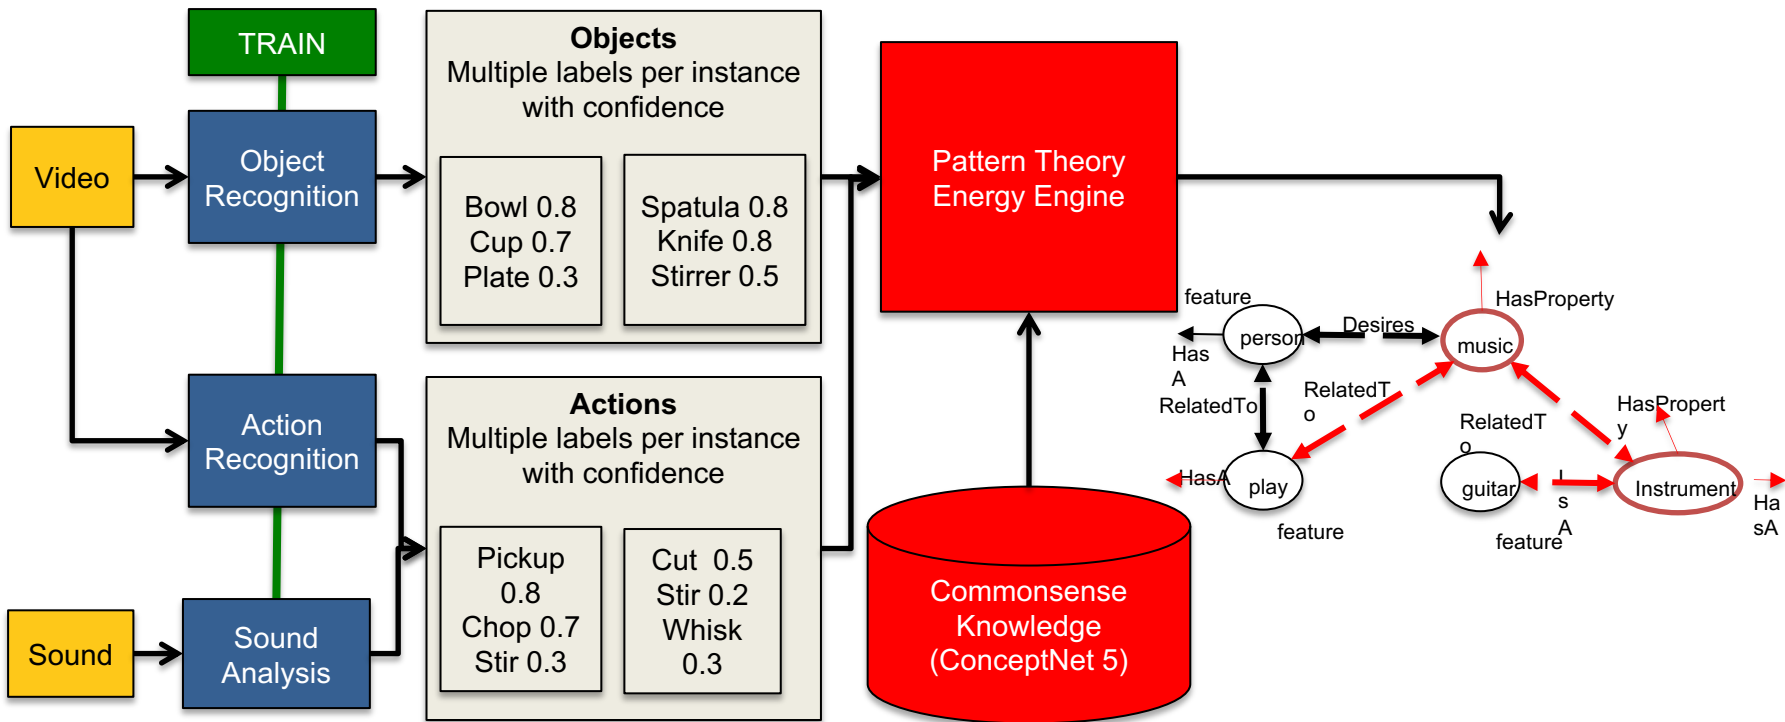 TRAIN
Video
Object
Recognition
Action
Recognition
Sound
Sound
Analysis
Objects
Multiple labels per instance
with confidence
Bowl 0.8
Cup 0.7
Plate 0.3
Spatula 0.8
Knife 0.8
Stirrer 0.5
Actions
Multiple labels per instance
with confidence
Pickup
0.8
Chop 0.7
Stir 0.3
Cut 0.5
Stir 0.2
Whisk
0.3
Pattern Theory
Energy Engine
Commonsense
Knowledge
(ConceptNet 5)
feature
HasProperty
person
Desires
music
Has
A
RelatedTo
RelatedT
o
HasPropert
y
RelatedT
o
HasA
play
feature
guitar
I
s
A
Instrument
feature
Ha
sA